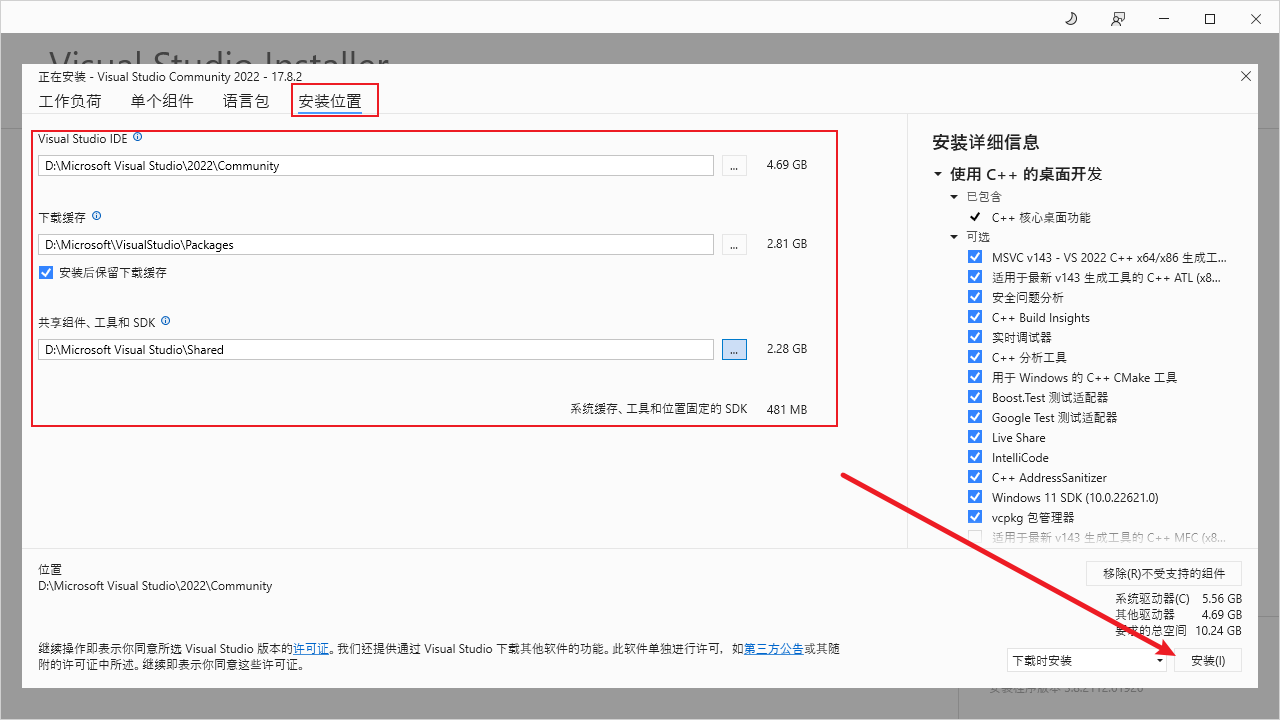 Visual Studio Installer
正在安装 - Visual Studio Community 2022 - 17.8.2
工作负荷
单个组件
语言包
安装位置
Visual Studio IDE
D:\Microsoft Visual Studio\2022\Community
...
4.69 GB
下载缓存
D:\Microsoft\VisualStudio\Packages
...
2.81 GB
安装后保留下载缓存
共享组件、工具和 SDK
D:\Microsoft Visual Studio\Shared
...
2.28 GB
系统缓存、工具和位置固定的 SDK
481 MB
安装详细信息
使用 C++ 的桌面开发
已包含
C++ 核心桌面功能
可选
MSVC v143 - VS 2022 C++ x64/x86 生成工...
适用于最新 v143 生成工具的 C++ ATL (x8...
安全问题分析
C++ Build Insights
实时调试器
C++ 分析工具
用于 Windows 的 C++ CMake 工具
Boost.Test 测试适配器
Google Test 测试适配器
Live Share
IntelliCode
C++ AddressSanitizer
Windows 11 SDK (10.0.22621.0)
vcpkg 包管理器
适用于最新 v143 生成工具的 C++ MFC (x8...
位置
D:\Microsoft Visual Studio\2022\Community
移除(R)不受支持的组件
系统驱动器(C) 5.56 GB
其他驱动器 4.69 GB
要求的总空间 10.24 GB
继续操作即表示你同意所选 Visual Studio 版本的许可证。我们还提供通过 Visual Studio 下载其他软件的功能。此软件单独进行许可，如第三方公告或其随
附的许可证中所述。继续即表示你同意这些许可证。
下载时安装
安装(I)